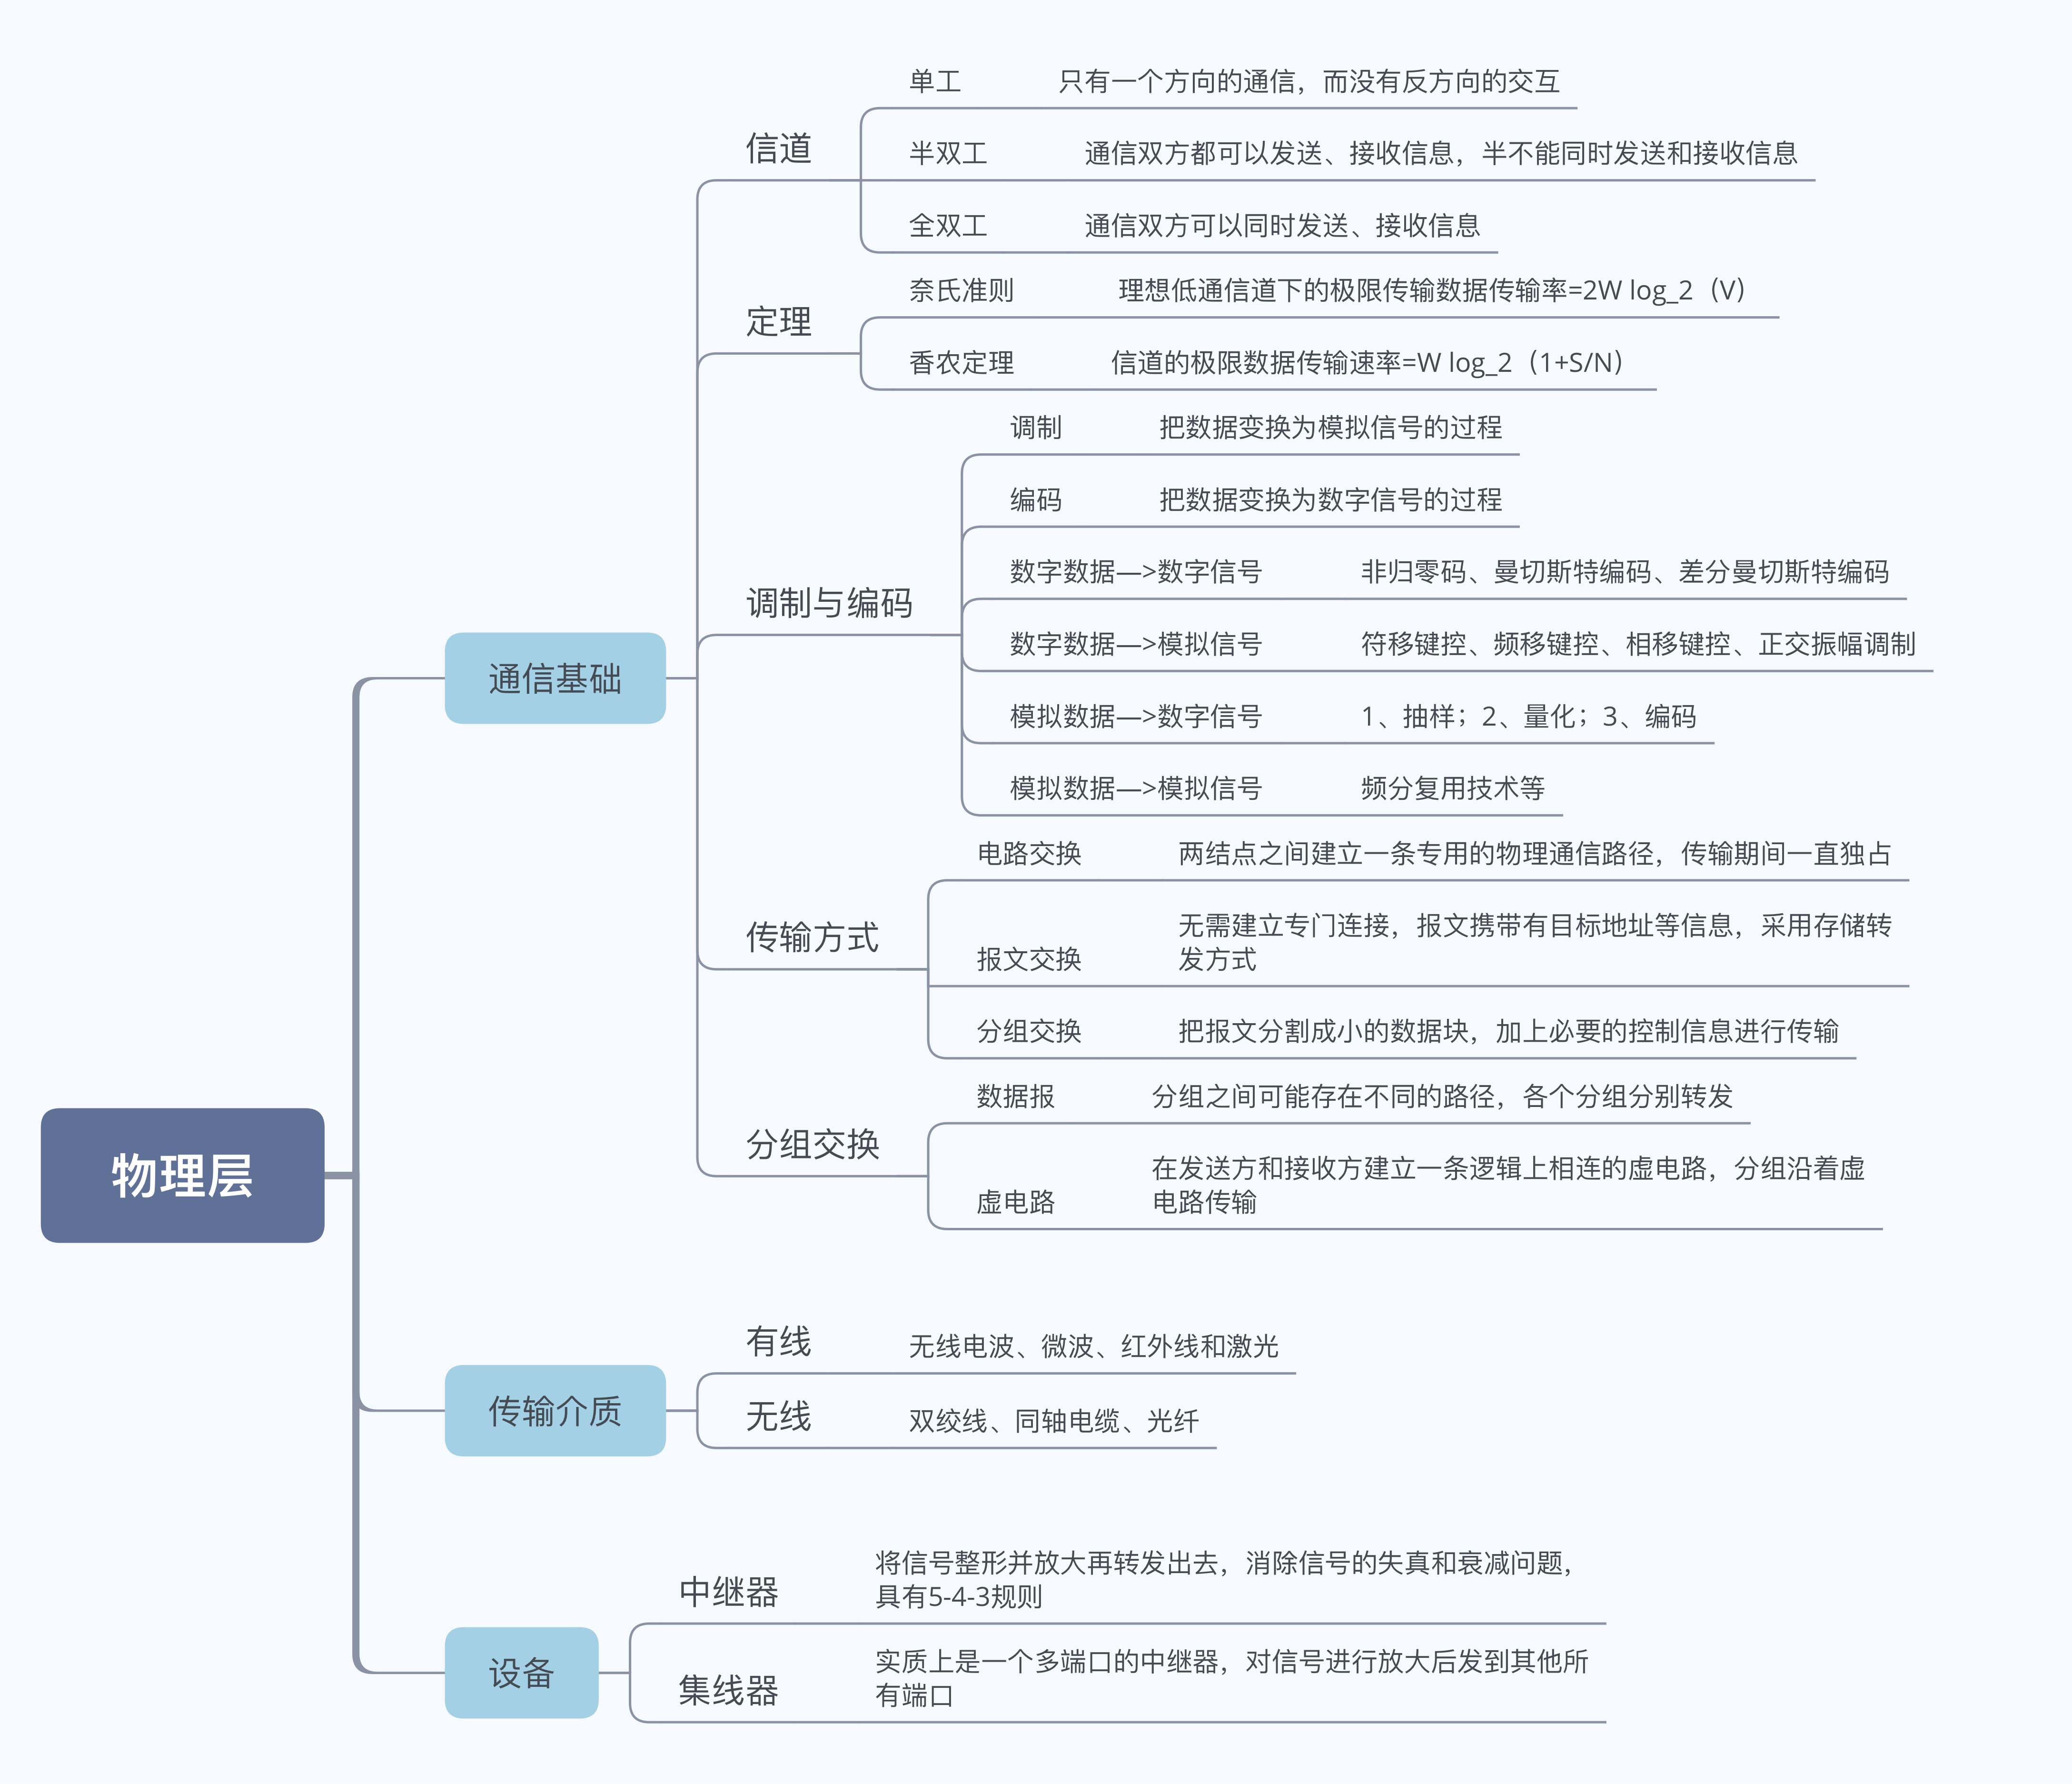 物理层
通信基础
信道
单工 只有一个方向的通信，而没有反方向的交互
半双工 通信双方都可以发送、接收信息，半不能同时发送和接收信息
全双工 通信双方可以同时发送、接收信息
定理
奈氏准则 理想低通信道下的极限传输数据传输率=2W log_2（V）
香农定理 信道的极限数据传输速率=W log_2（1+S/N）
调制与编码
调制 把数据变换为模拟信号的过程
编码 把数据变换为数字信号的过程
数字数据—>数字信号 非归零码、曼切斯特编码、差分曼切斯特编码
数字数据—>模拟信号 符移键控、频移键控、相移键控、正交振幅调制
模拟数据—>数字信号 1、抽样；2、量化；3、编码
模拟数据—>模拟信号 频分复用技术等
传输方式
电路交换 两结点之间建立一条专用的物理通信路径，传输期间一直独占
报文交换 无需建立专门连接，报文携带有目标地址等信息，采用存储转
发方式
分组交换 把报文分割成小的数据块，加上必要的控制信息进行传输
分组交换
数据报 分组之间可能存在不同的路径，各个分组分别转发
虚电路 在发送方和接收方建立一条逻辑上相连的虚电路，分组沿着虚
电路传输
传输介质
有线 无线电波、微波、红外线和激光
无线 双绞线、同轴电缆、光纤
设备
中继器 将信号整形并放大再转发出去，消除信号的失真和衰减问题，
具有5-4-3规则
集线器 实质上是一个多端口的中继器，对信号进行放大后发到其他所
有端口